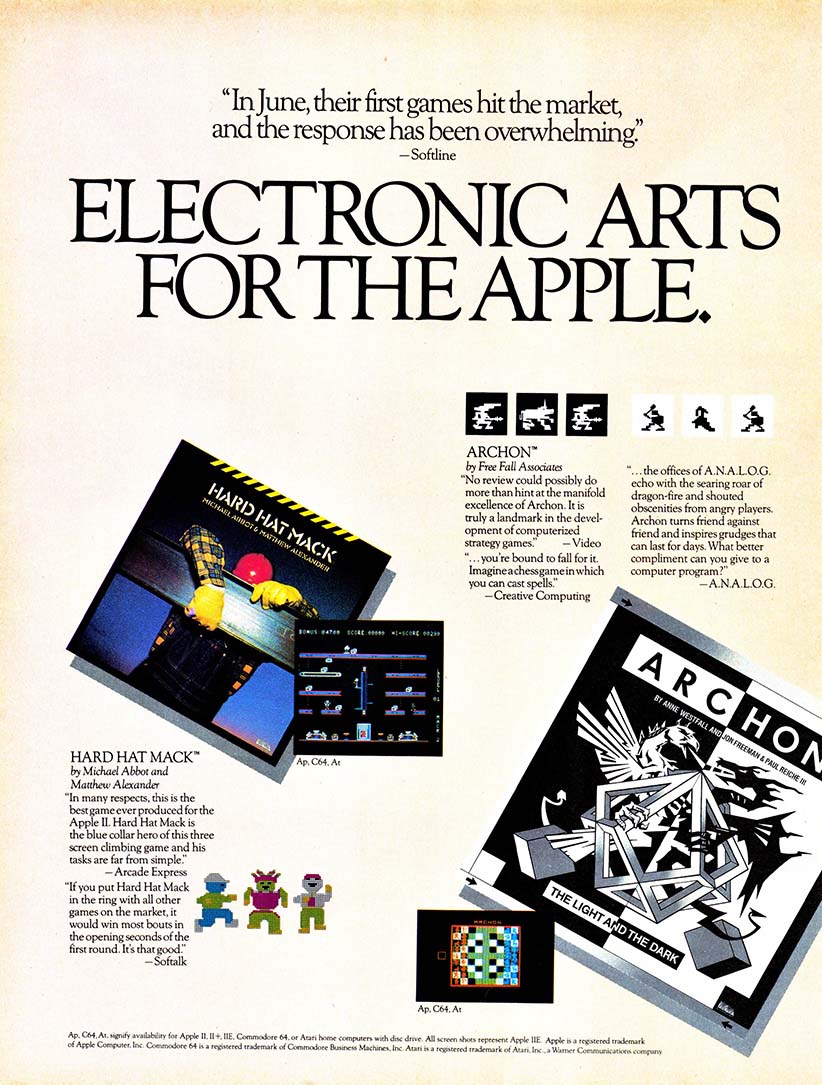 “In June, their first games hit the market,
and the response has been overwhelming.”
—Softline
ELECTRONIC ARTS
FOR THE APPLE.
ARCHON™
by Free Fall Associates
“No review could possibly do
more than hint at the manifold
excellence of Archon. It is
truly a landmark in the devel-
opment of computerized
strategy games.” —Video
“…you’re bound to fall for it.
Imagine a chess game in which
you can cast spells.”
—Creative Computing
“…the offices of A.N.A.L.O.G.
echo with the searing roar of
dragon-fire and shouted
obscenities from angry players.
Archon turns friend against
friend and inspires grudges that
can last for days. What better
compliment can you give to a
computer program?”
—A.N.A.L.O.G.
HARD HAT MACK
MICHAEL ABBOT & MATTHEW ALEXANDER
BONUS:04700 SCORE:00000 HI-SCORE 00290
Ap, C64, At
ARCHON
BY ANNE WESTFALL AND JON FREEMAN & PAUL REICHE III
THE LIGHT AND THE DARK
HARD HAT MACK™
by Michael Abbot and
Matthew Alexander
“In many respects, this is the
best game ever produced for the
Apple II. Hard Hat Mack is
the blue collar hero of this three
screen climbing game and his
tasks are far from simple.”
—Arcade Express
“If you put Hard Hat Mack
in the ring with all other
games on the market, it
would win most bouts in
the opening seconds of the
first round. It’s that good.”
—Softalk
ARCHON
Ap, C64, At
Ap, C64, At, signify availability for Apple II, II+, IIE, Commodore 64, or Atari home computers with disc drive. All screen shots represent Apple IIE. Apple is a registered trademark
of Apple Computer, Inc. Commodore 64 is a registered trademark of Commodore Business Machines, Inc. Atari is a registered trademark of Atari, Inc., a Warner Communications company